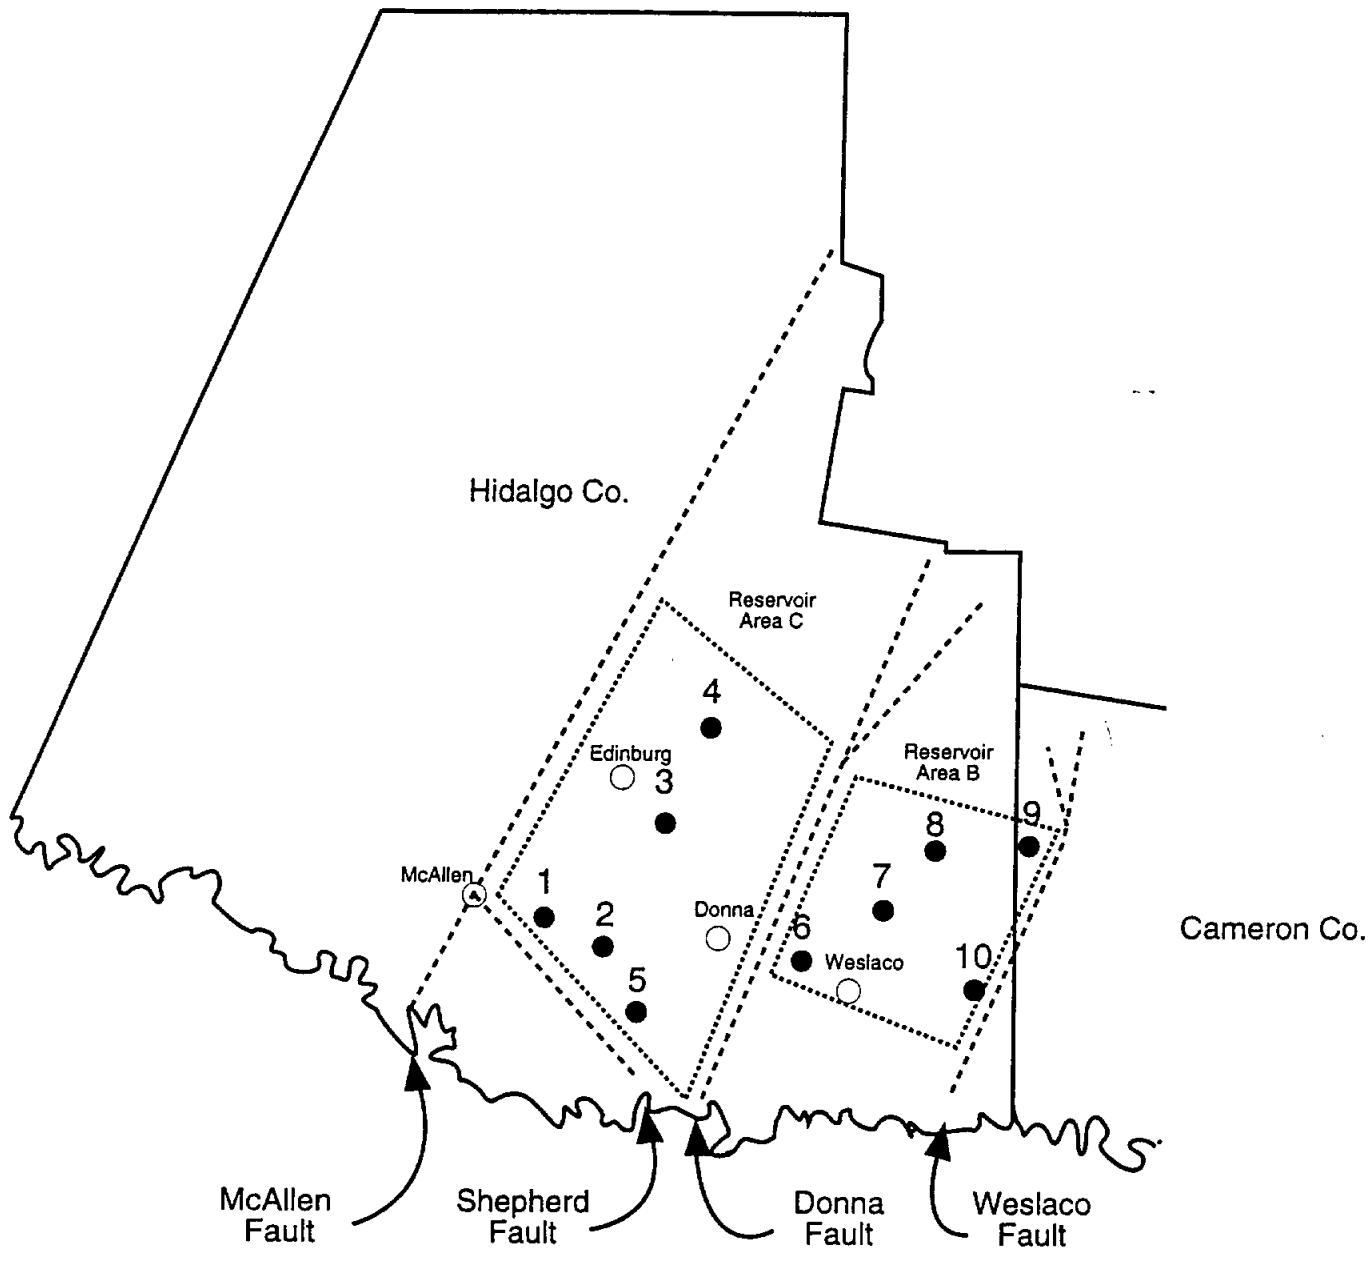 Hidalgo Co.
Reservoir
Area C
4
Edinburg
3
Reservoir
Area B
9
8
McAllen
1
7
2
Donna
6
Cameron Co.
Weslaco
10
5
McAllen
Fault
Shepherd
Fault
Donna
Fault
Weslaco
Fault